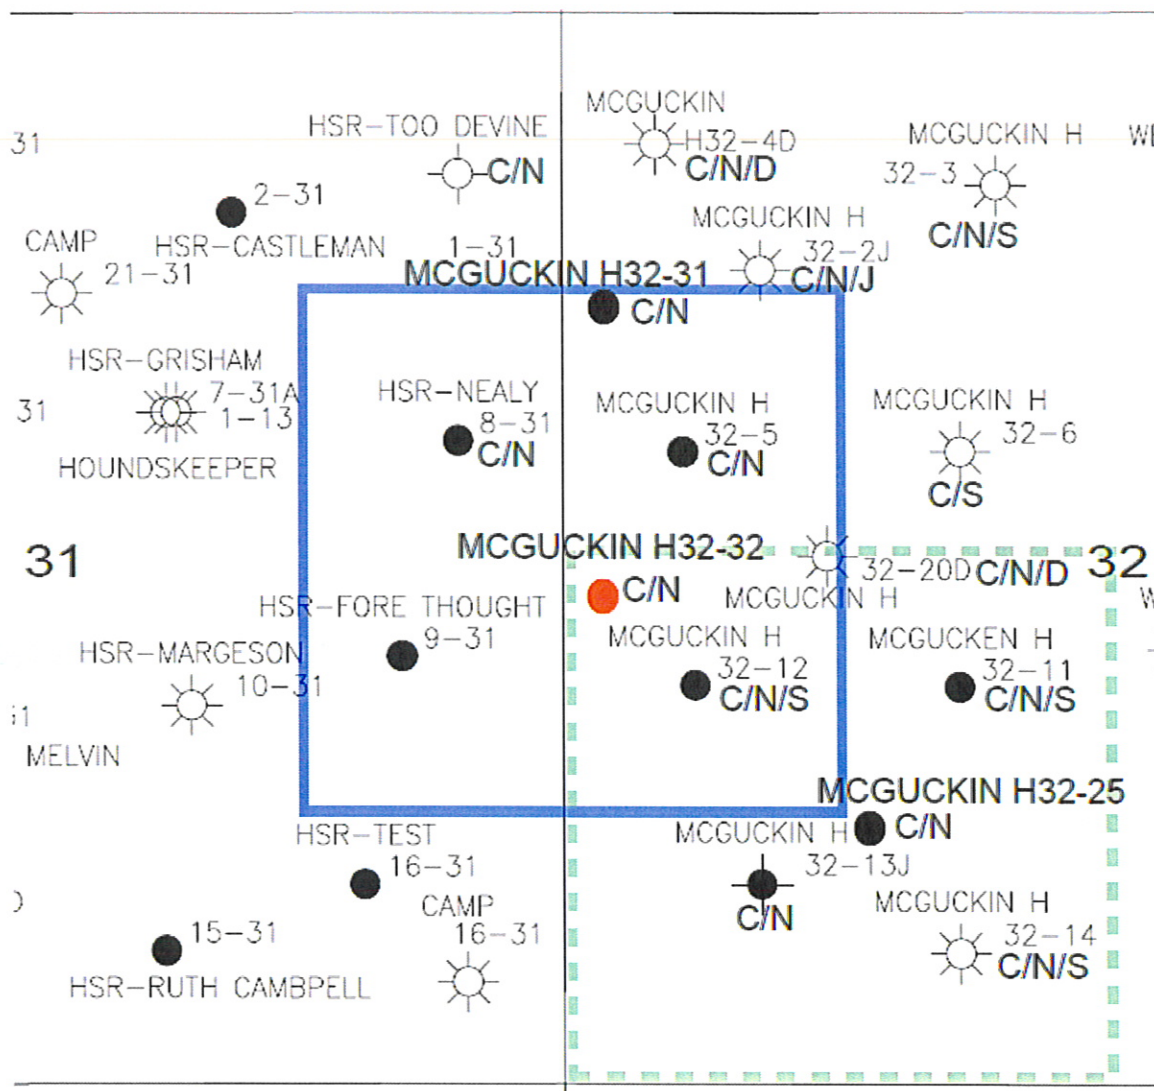 MCGUCKIN
HSR-TOO DEVINE
H32-4D
MCGUCKIN H
31
C/N
C/N/D
32-3
2-31
MCGUCKIN H
C/N/S
CAMP
HSR-CASTLEMAN
1-31
32-2J
21-31
MCGUCKIN H32-31
C/N/J
C/N
HSR-GRISHAM
7-31A
HSR-NEALY
MCGUCKIN H
MCGUCKIN H
31
1-13
8-31
32-5
32-6
HOUNDSKEEPER
C/N
C/N
C/S
31
MCGUCKIN H32-32
32-20D
C/N/D
32
C/N
MCGUCKIN H
HSR-FORE THOUGHT
9-31
MCGUCKIN H
MCGUCKEN H
HSR-MARGESON
32-12
32-11
10-31
C/N/S
C/N/S
MELVIN
MCGUCKIN H32-25
HSR-TEST
MCGUCKIN H
C/N
16-31
32-13J
CAMP
C/N
MCGUCKIN H
15-31
16-31
32-14
C/N/S
HSR-RUTH CAMBPELL